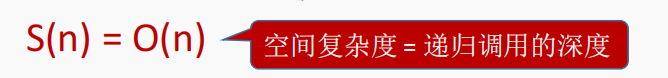 S(n) = O(n)
空间复杂度 = 递归调用的深度